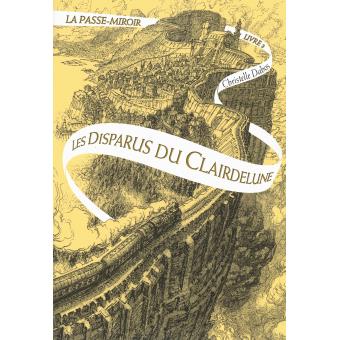 LA PASSE-MIROIR
LIVRE 2
Christelle Dabos
LES DISPARUS DU CLAIRDELUNE